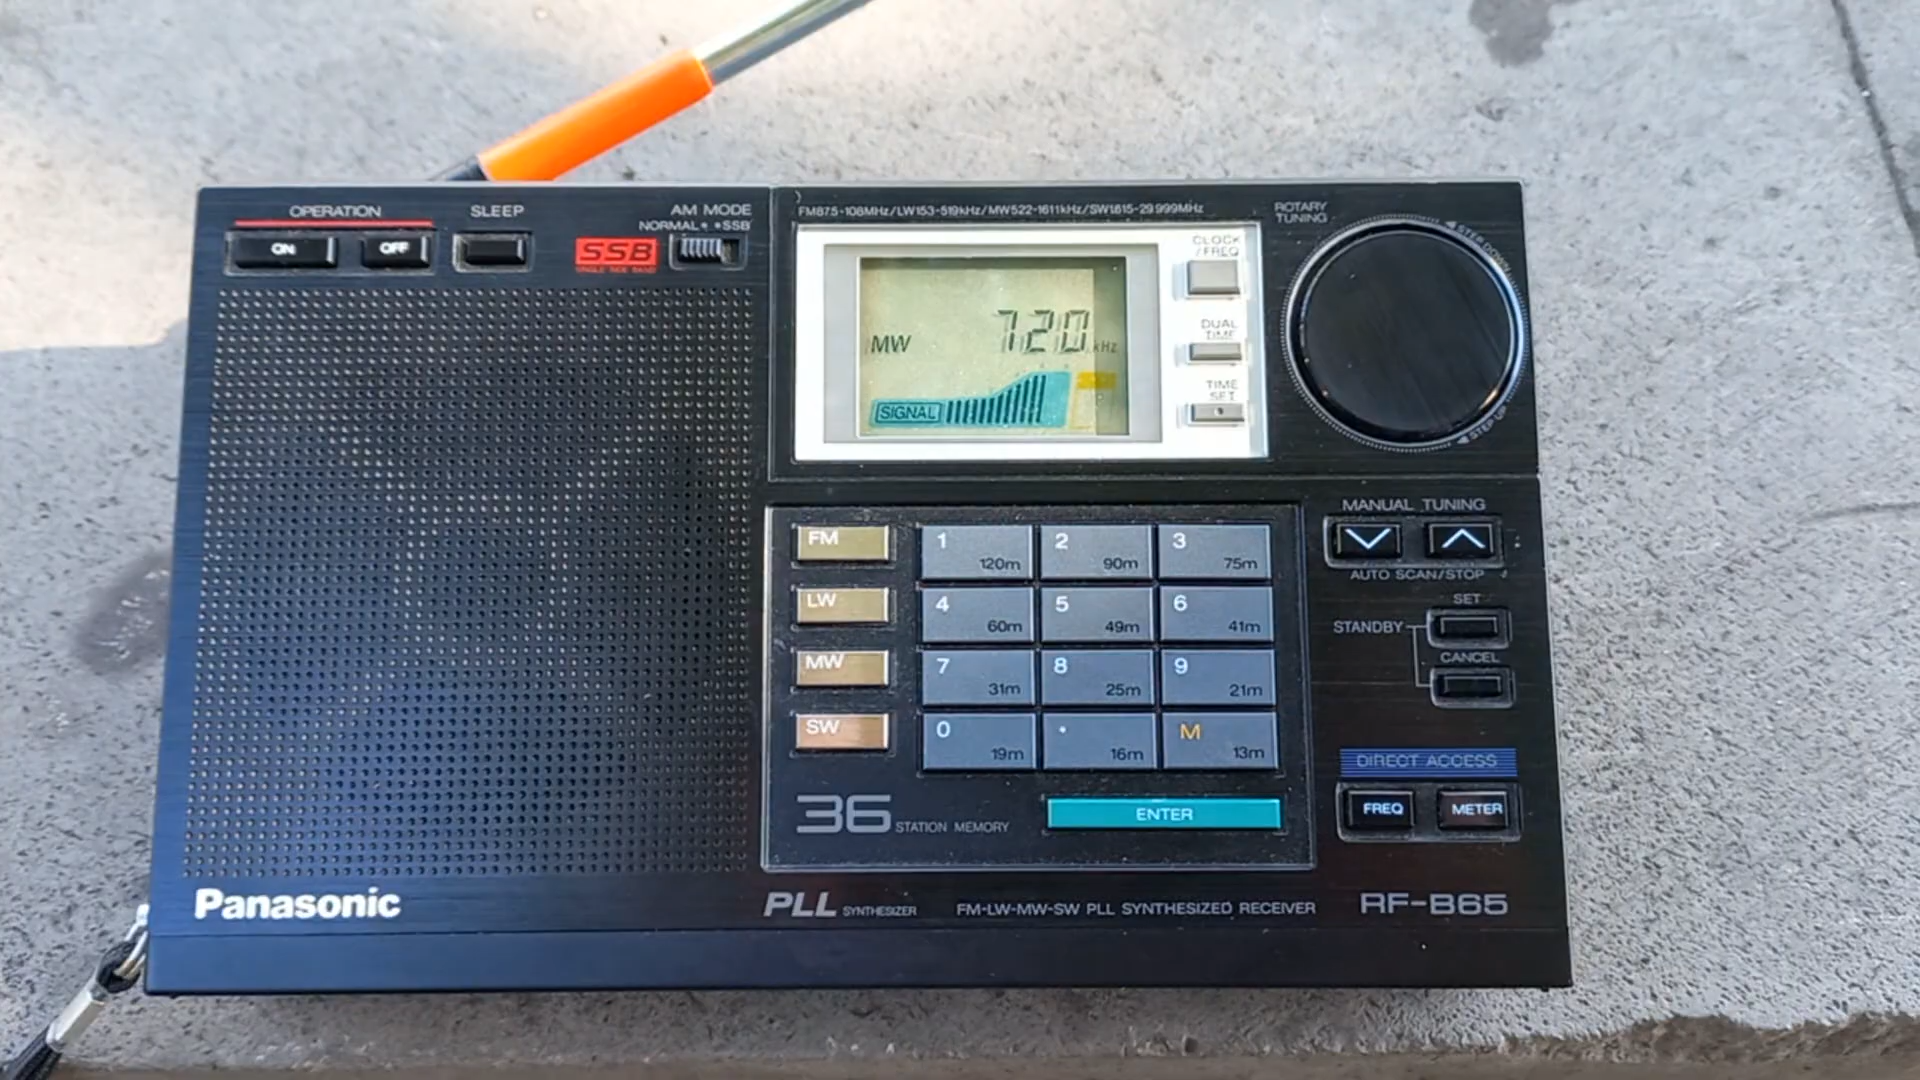 OPERATION
SLEEP
AM MODE
NORMAL • • SSB
ON
OFF
SSB
SINGLE SIDE BAND
FM87.5-108MHz/LW153-519kHz/MW522-1611kHz/SW1.615-29.999MHz
ROTARY TUNING
STEP DOWN
STEP UP
CLOCK /FREQ
DUAL TIME
TIME SET
MW 720 kHz
SIGNAL
MANUAL TUNING
AUTO SCAN/STOP
SET
STANDBY
CANCEL
FM
1 120m
2 90m
3 75m
LW
4 60m
5 49m
6 41m
MW
7 31m
8 25m
9 21m
SW
0 19m
• 16m
M 13m
36 STATION MEMORY
ENTER
DIRECT ACCESS
FREQ
METER
Panasonic
PLL SYNTHESIZER
FM-LW-MW-SW PLL SYNTHESIZED RECEIVER
RF-B65